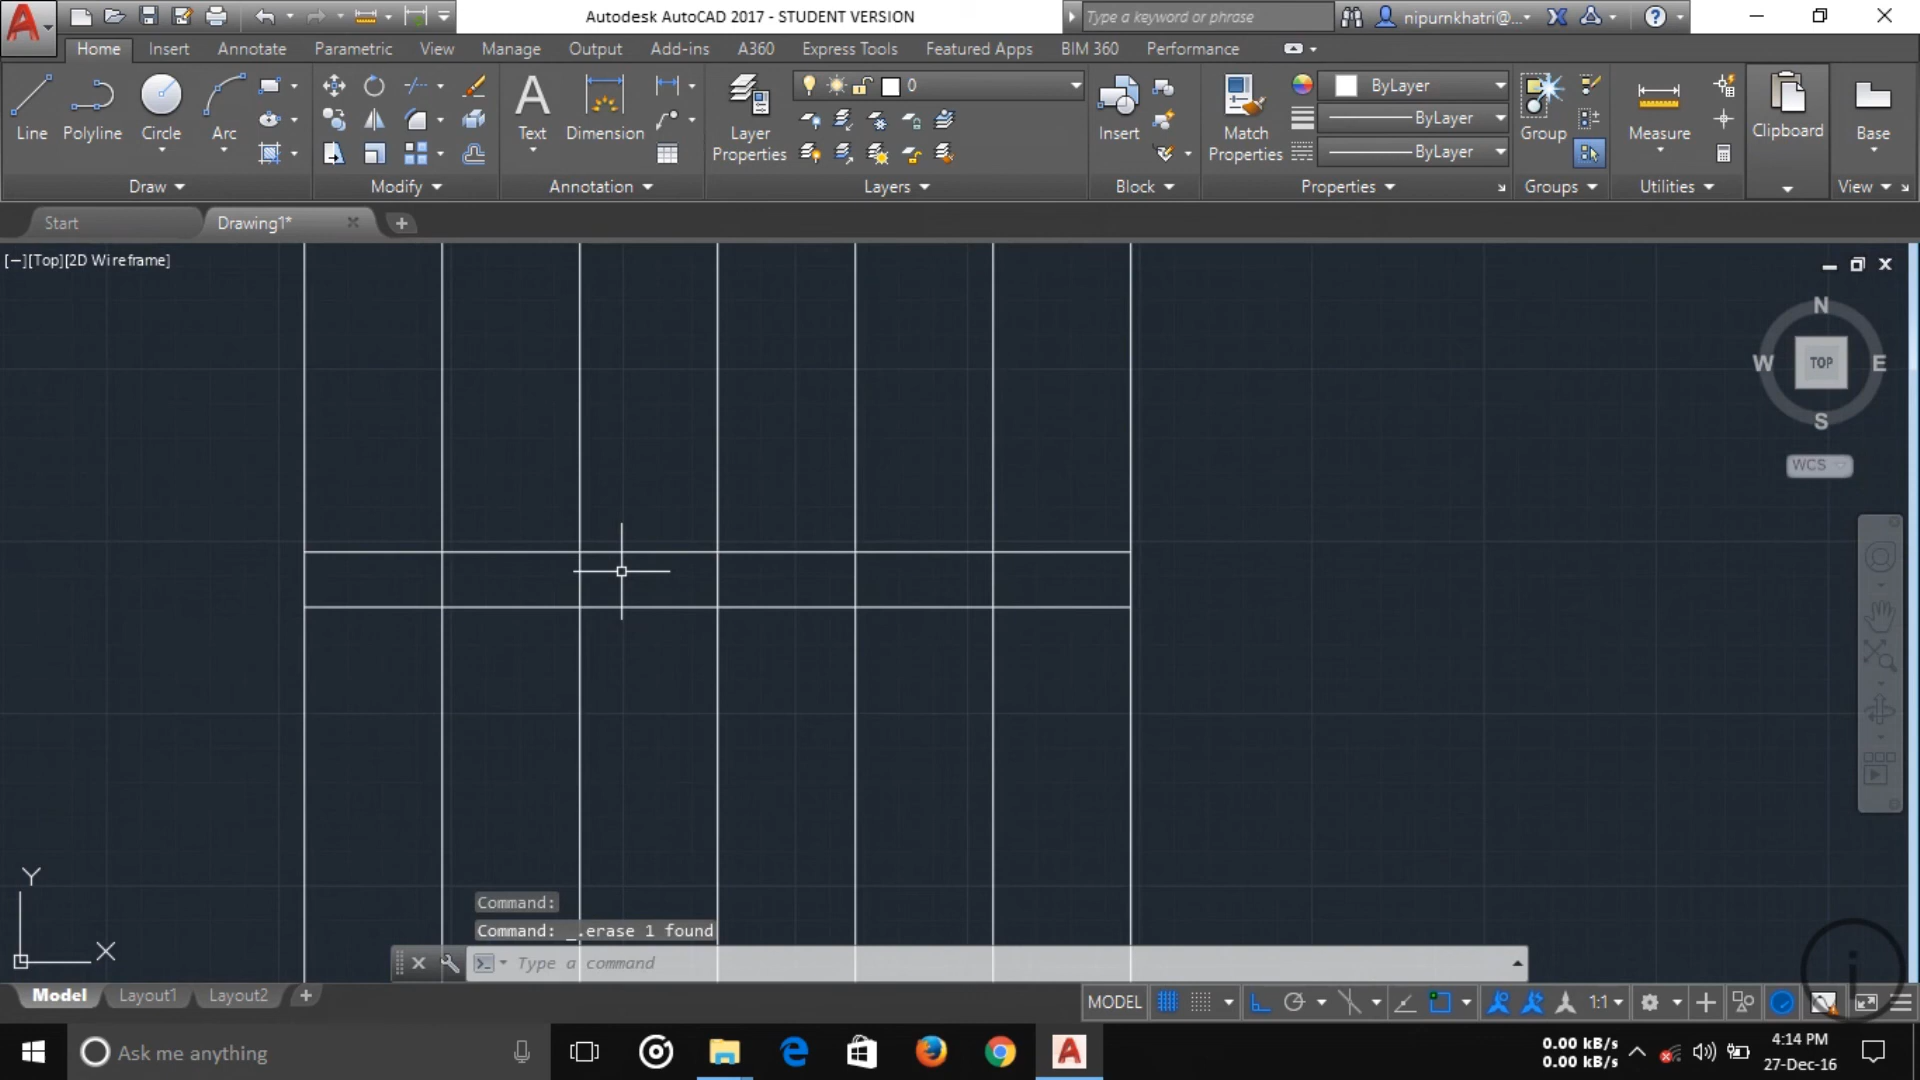 Autodesk AutoCAD 2017 - STUDENT VERSION
Type a keyword or phrase
nipurnkhatri@...
Home Insert Annotate Parametric View Manage Output Add-ins A360 Express Tools Featured Apps BIM 360 Performance
0
ByLayer
ByLayer
ByLayer
Line Polyline Circle Arc Text Dimension Layer Properties Insert Match Properties Group Measure Clipboard Base
Draw Modify Annotation Layers Block Properties Groups Utilities View
Start Drawing1*
[−][Top][2D Wireframe]
N
W TOP E
S
WCS
Y
X
Command:
Command: _.erase 1 found
Type a command
Model Layout1 Layout2
MODEL 1:1
Ask me anything
0.00 kB/s
0.00 kB/s
4:14 PM
27-Dec-16